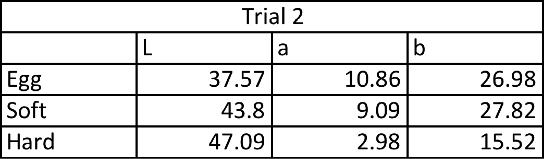 Trial 2
L a b
Egg 37.57 10.86 26.98
Soft 43.8 9.09 27.82
Hard 47.09 2.98 15.52